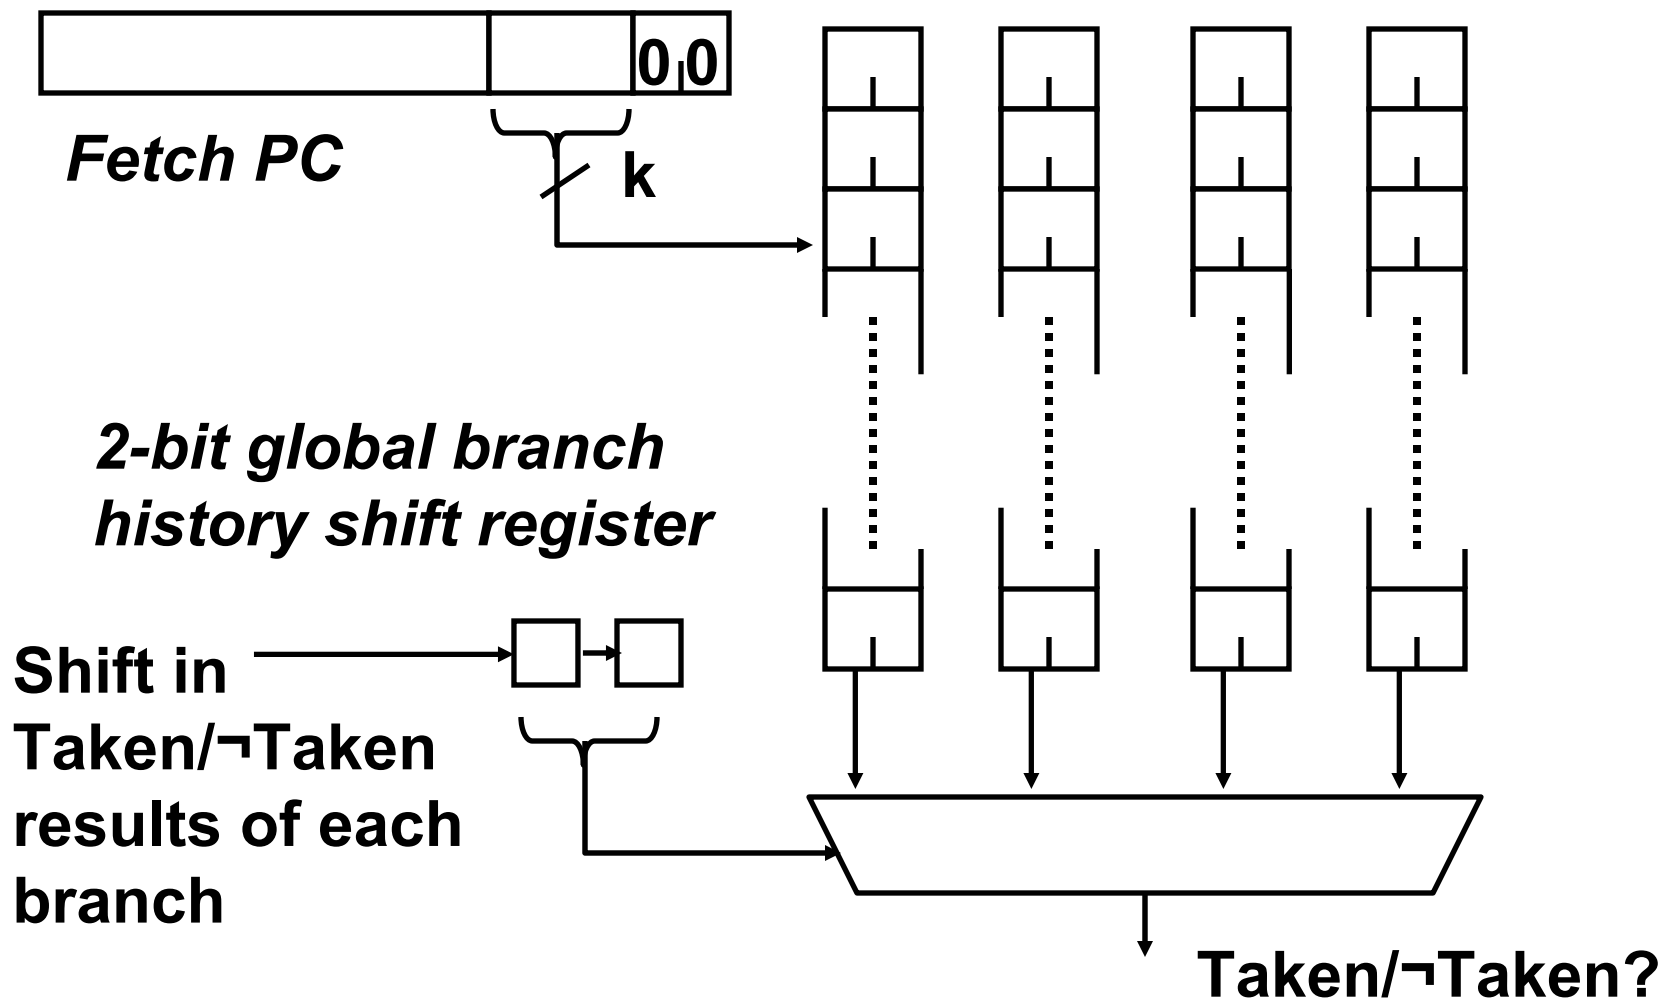 0 0
Fetch PC
k
2-bit global branch
history shift register
Shift in
Taken/¬Taken
results of each
branch
Taken/¬Taken?